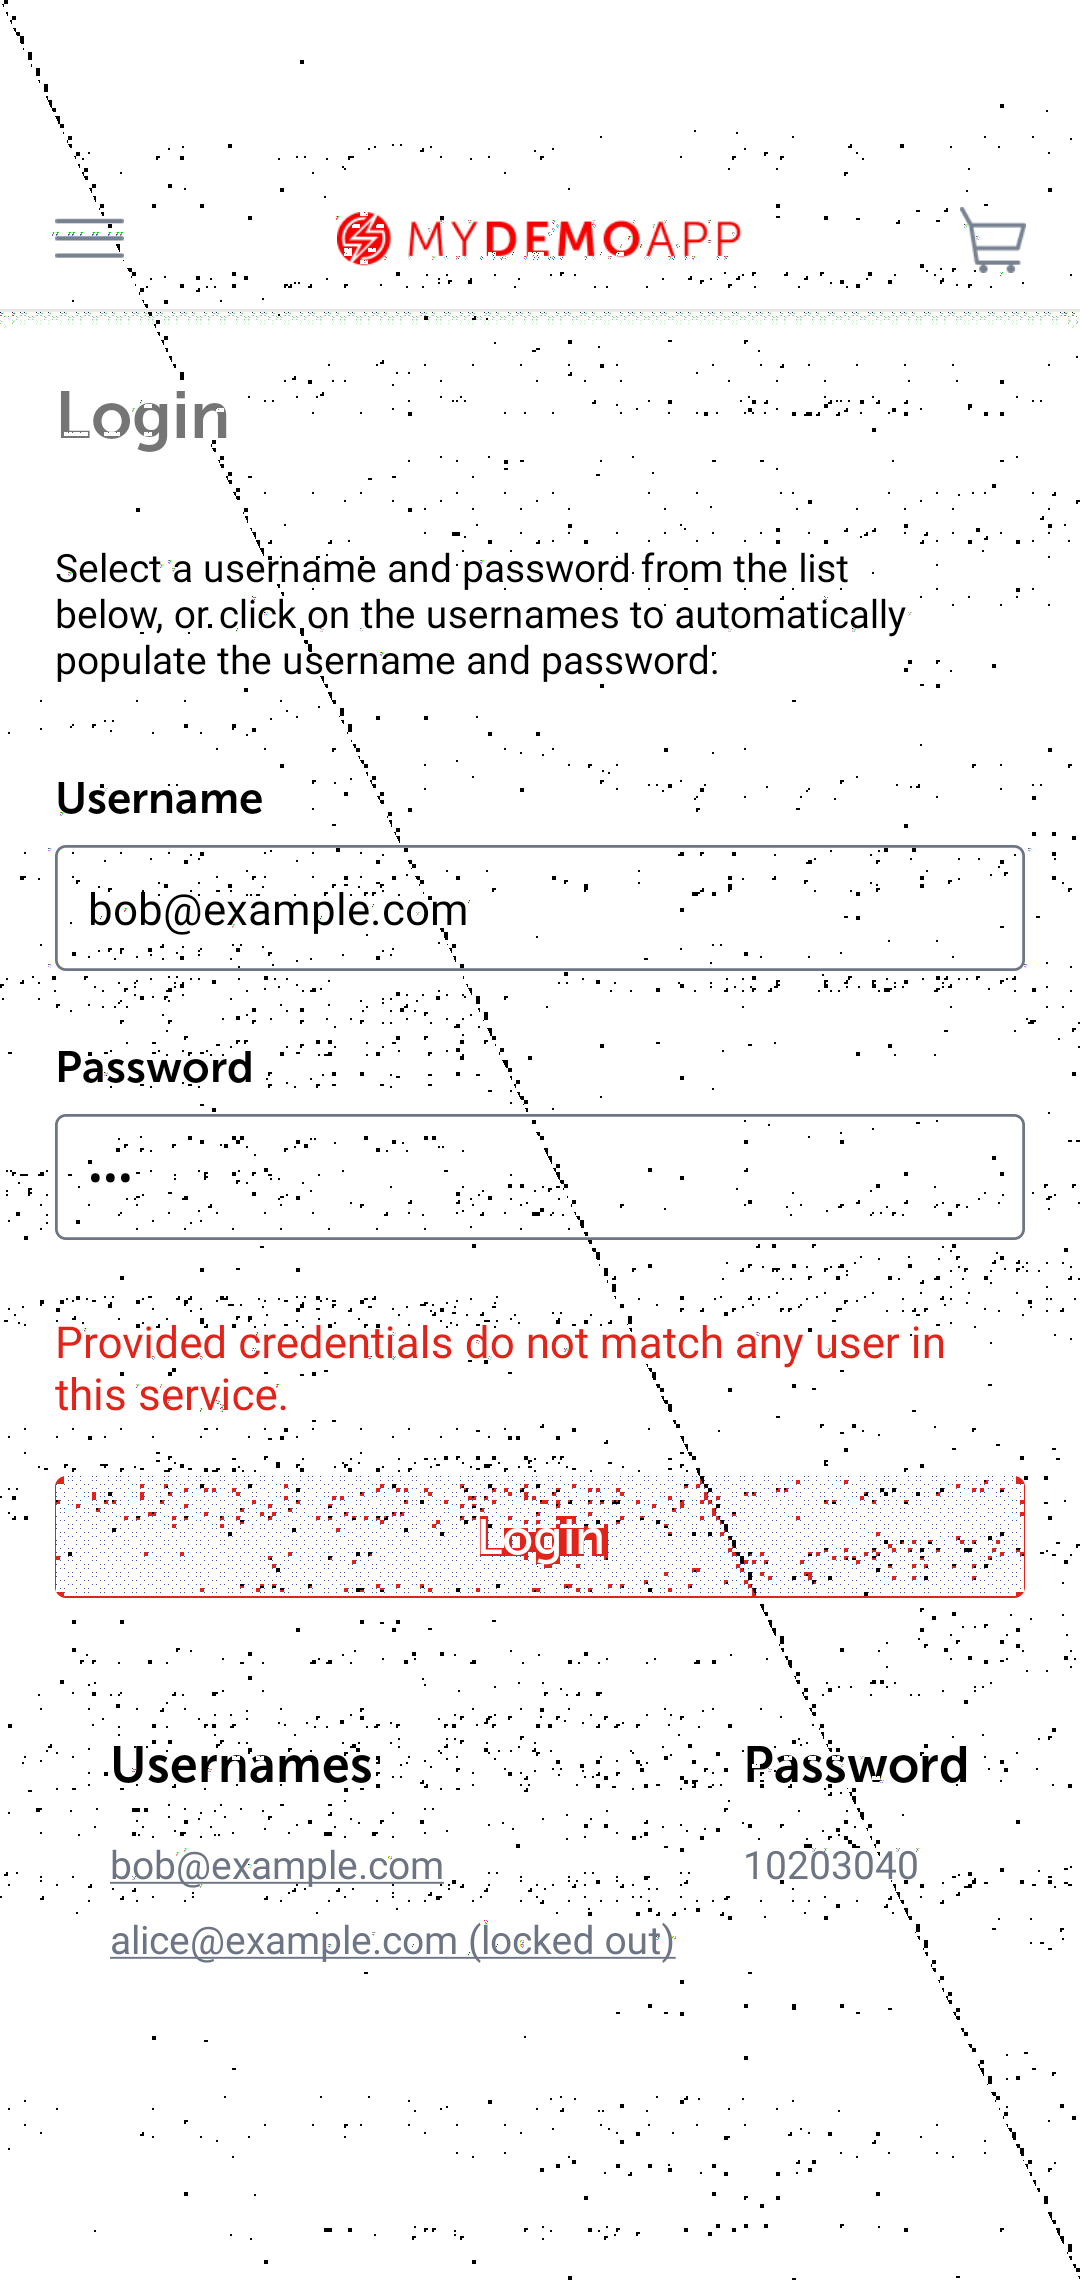 MYDEMOAPP
Login
Select a username and password from the list
below, or click on the usernames to automatically
populate the username and password:
Username
bob@example.com
Password
•••
Provided credentials do not match any user in
this service.
Login
Usernames Password
bob@example.com 10203040
alice@example.com (locked out)